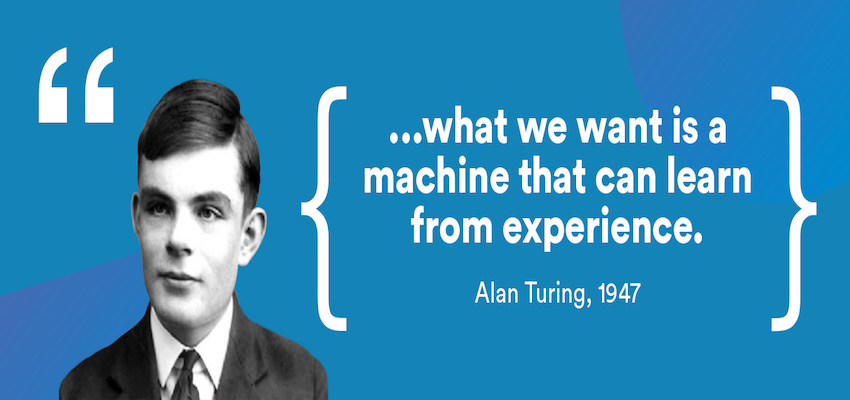 “
{ ...what we want is a
machine that can learn
from experience. }
Alan Turing, 1947